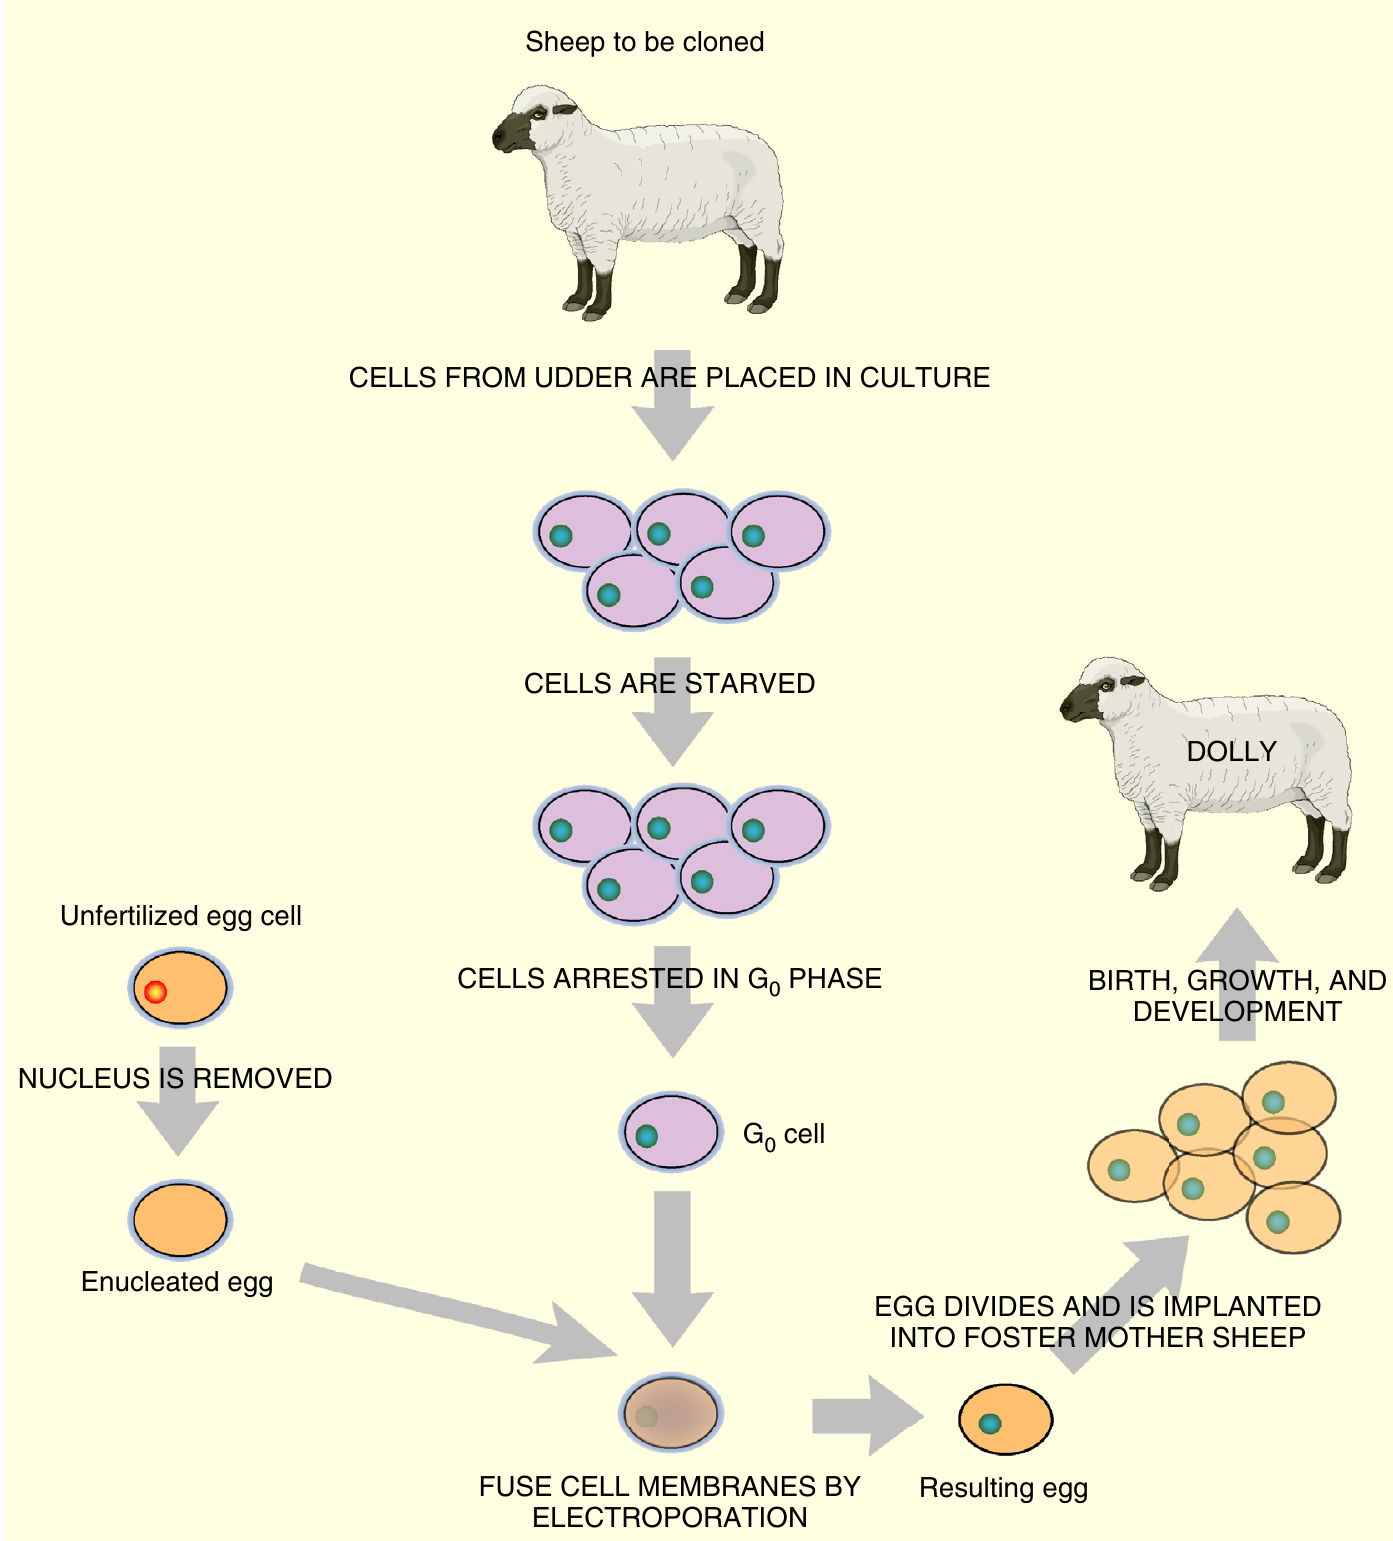 Sheep to be cloned
CELLS FROM UDDER ARE PLACED IN CULTURE
CELLS ARE STARVED
DOLLY
Unfertilized egg cell
CELLS ARRESTED IN G₀ PHASE
BIRTH, GROWTH, AND
DEVELOPMENT
NUCLEUS IS REMOVED
G₀ cell
Enucleated egg
EGG DIVIDES AND IS IMPLANTED
INTO FOSTER MOTHER SHEEP
FUSE CELL MEMBRANES BY
ELECTROPORATION
Resulting egg